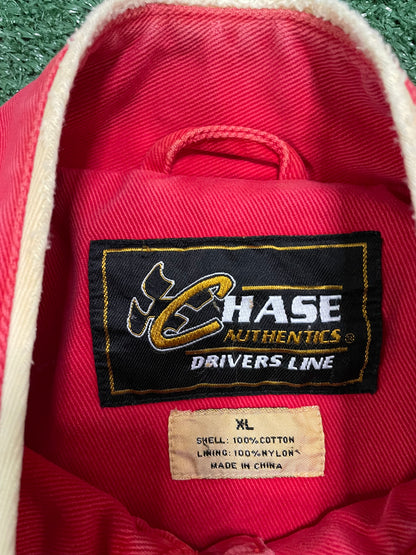 CHASE
AUTHENTICS®
DRIVERS LINE
XL
SHELL: 100%COTTON
LINING: 100%NYLON
MADE IN CHINA